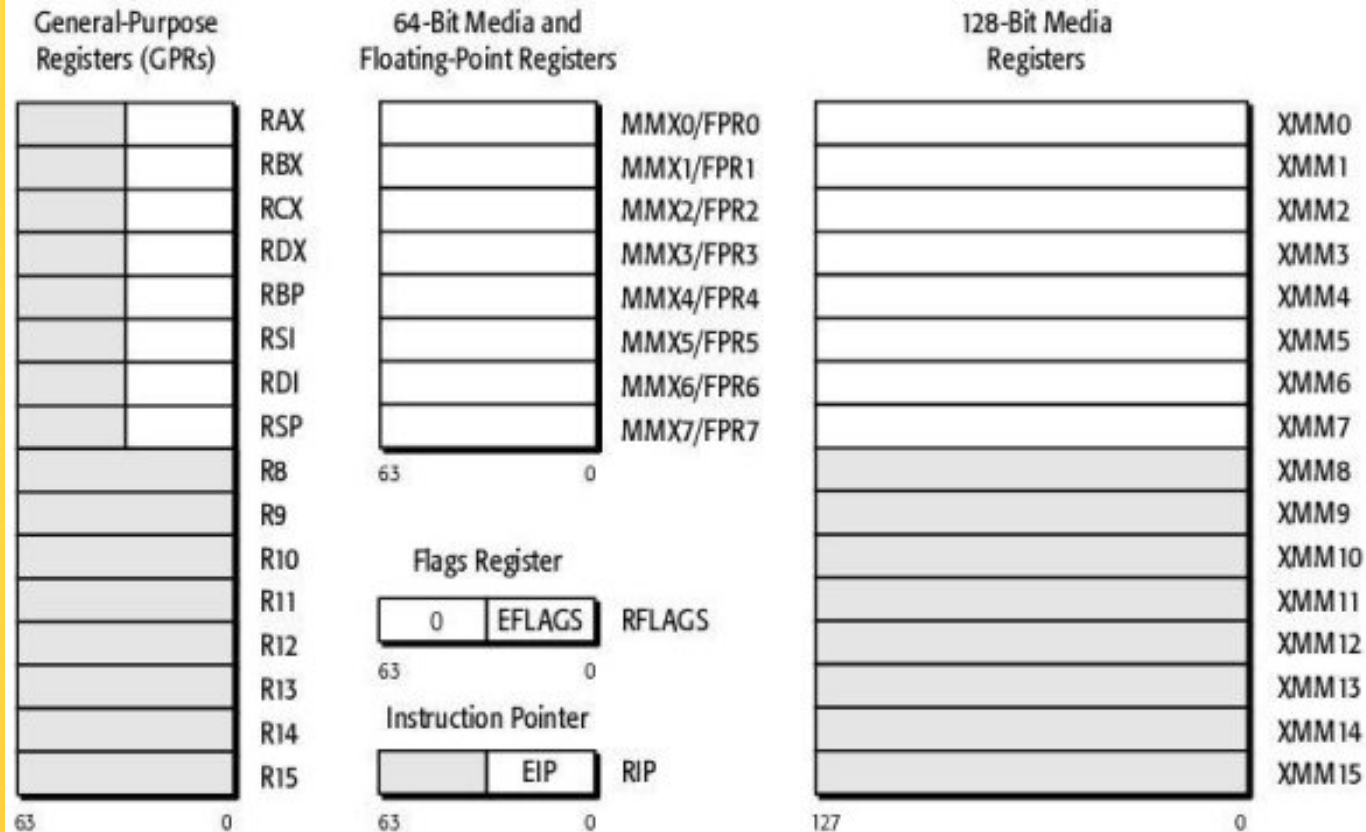 General-Purpose
Registers (GPRs)
RAX
RBX
RCX
RDX
RBP
RSI
RDI
RSP
R8
R9
R10
R11
R12
R13
R14
R15
63 0
64-Bit Media and
Floating-Point Registers
MMX0/FPR0
MMX1/FPR1
MMX2/FPR2
MMX3/FPR3
MMX4/FPR4
MMX5/FPR5
MMX6/FPR6
MMX7/FPR7
63 0
Flags Register
0 EFLAGS RFLAGS
63 0
Instruction Pointer
EIP RIP
63 0
128-Bit Media
Registers
XMM0
XMM1
XMM2
XMM3
XMM4
XMM5
XMM6
XMM7
XMM8
XMM9
XMM10
XMM11
XMM12
XMM13
XMM14
XMM15
127 0